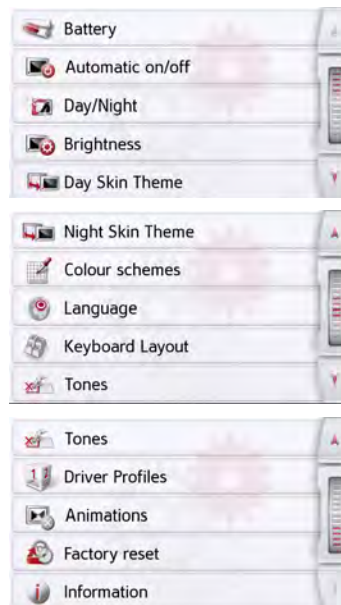 Battery
Automatic on/off
Day/Night
Brightness
Day Skin Theme
Night Skin Theme
Colour schemes
Language
Keyboard Layout
Tones
Tones
Driver Profiles
Animations
Factory reset
Information